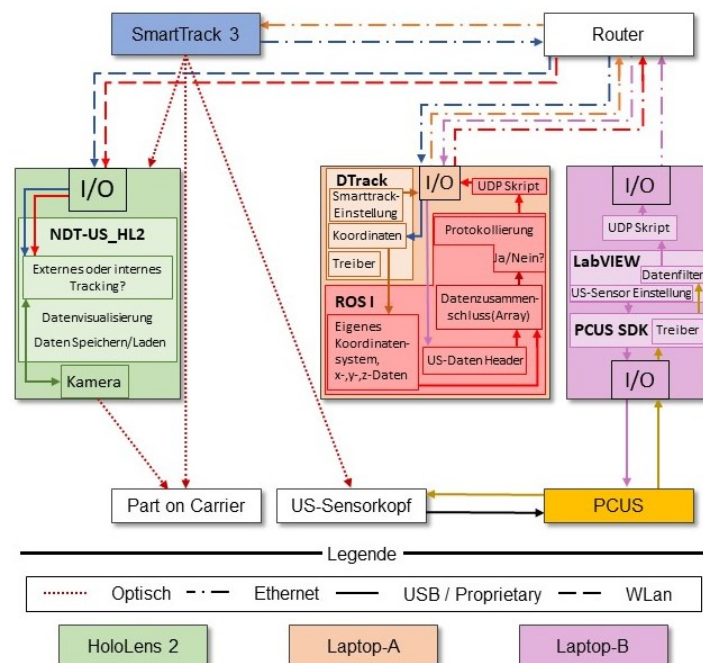 SmartTrack 3
Router
I/O
NDT-US_HL2
Externes oder internes
Tracking?
Datenvisualisierung
Daten Speichern/Laden
Kamera
DTrack
I/O
Smarttrack-
Einstellung
Koordinaten
Treiber
UDP Skript
Protokollierung
Ja/Nein?
ROS I
Datenzusammen-
schluss(Array)
Eigenes
Koordinaten-
system,
x-,y-,z-Daten
US-Daten Header
I/O
UDP Skript
LabVIEW
Datenfilter
US-Sensor Einstellung
PCUS SDK
Treiber
I/O
Part on Carrier
US-Sensorkopf
PCUS
Legende
Optisch
Ethernet
USB / Proprietary
WLan
HoloLens 2
Laptop-A
Laptop-B